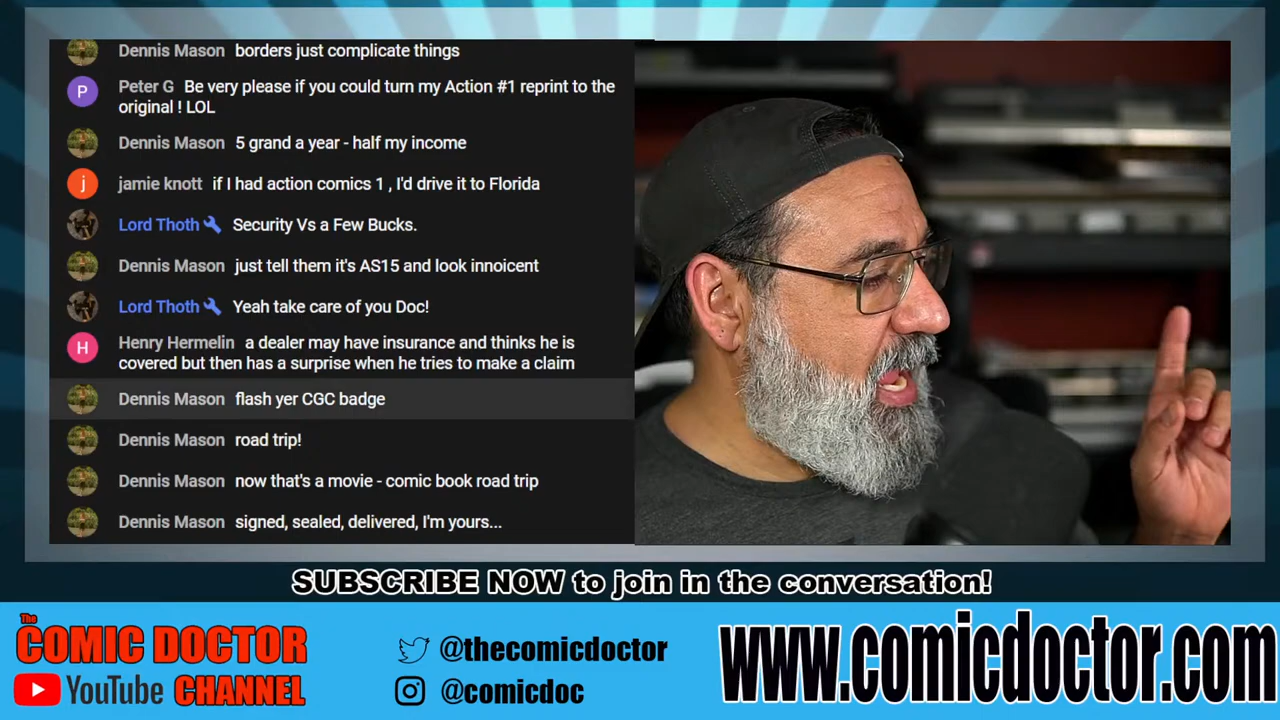 Dennis Mason borders just complicate things
P Peter G Be very please if you could turn my Action #1 reprint to the
original ! LOL
Dennis Mason 5 grand a year - half my income
j jamie knott if I had action comics 1 , I'd drive it to Florida
Lord Thoth Security Vs a Few Bucks.
Dennis Mason just tell them it's AS15 and look innoicent
Lord Thoth Yeah take care of you Doc!
H Henry Hermelin a dealer may have insurance and thinks he is
covered but then has a surprise when he tries to make a claim
Dennis Mason flash yer CGC badge
Dennis Mason road trip!
Dennis Mason now that's a movie - comic book road trip
Dennis Mason signed, sealed, delivered, I'm yours...
SUBSCRIBE NOW to join in the conversation!
The
COMIC DOCTOR
YouTube CHANNEL
@thecomicdoctor
@comicdoc
www.comicdoctor.com